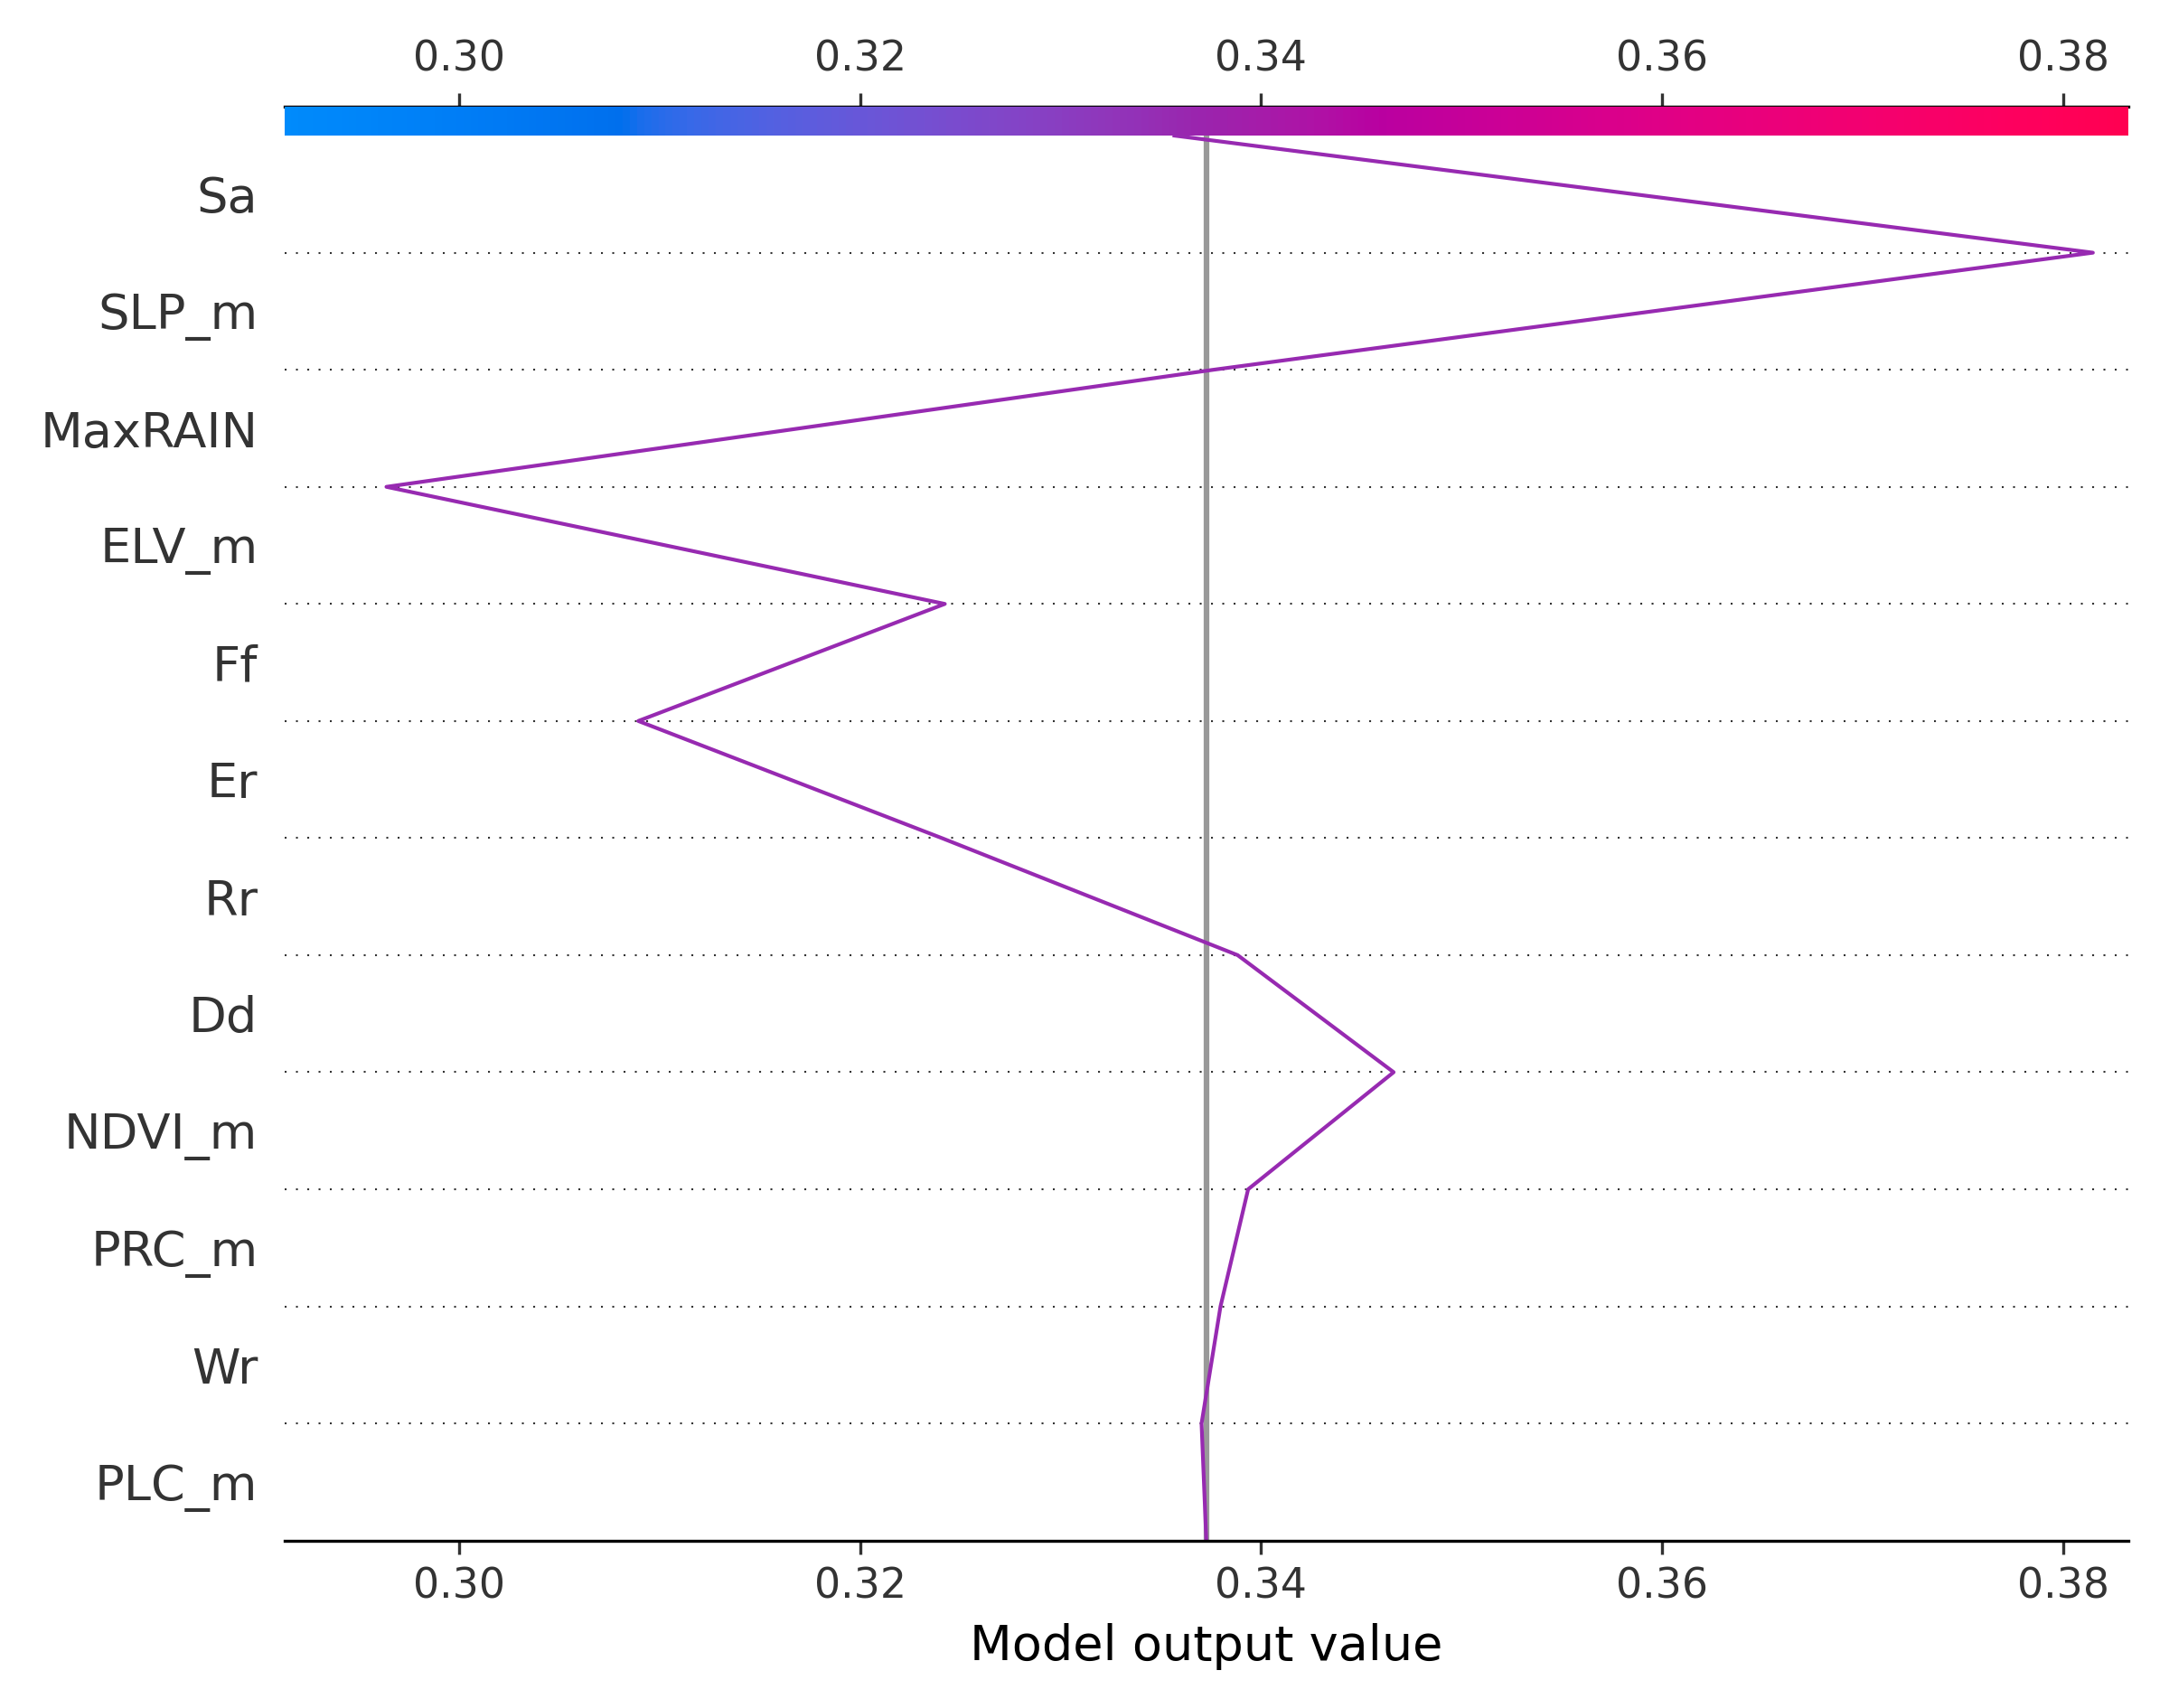 0.30 0.32 0.34 0.36 0.38
Sa
SLP_m
MaxRAIN
ELV_m
Ff
Er
Rr
Dd
NDVI_m
PRC_m
Wr
PLC_m
0.30 0.32 0.34 0.36 0.38
Model output value